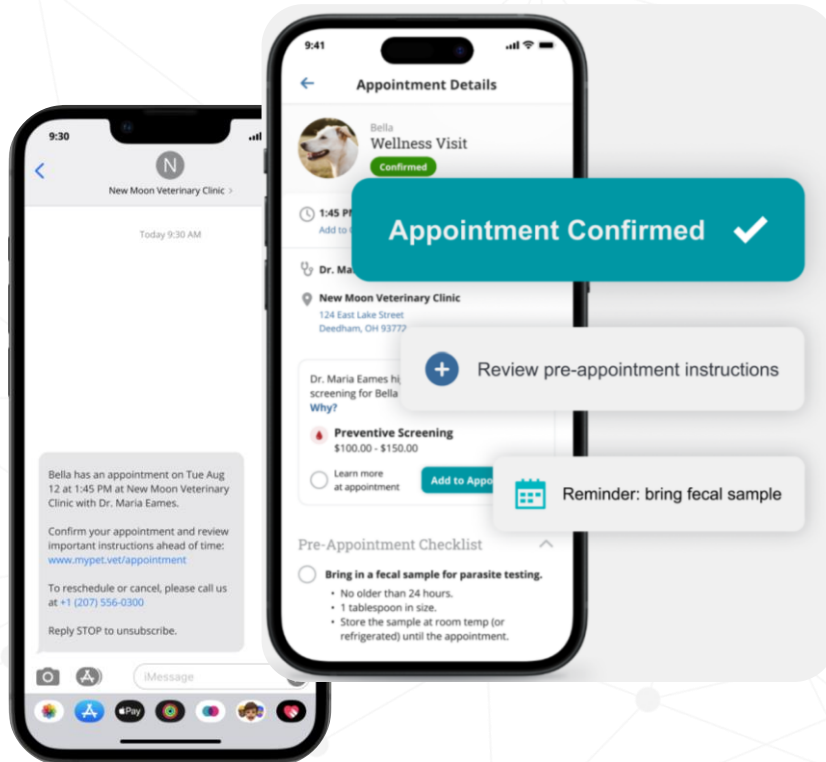 9:30
N
New Moon Veterinary Clinic >
Today 9:30 AM
Bella has an appointment on Tue Aug
12 at 1:45 PM at New Moon Veterinary
Clinic with Dr. Maria Eames.
Confirm your appointment and review
important instructions ahead of time:
www.mypet.vet/appointment
To reschedule or cancel, please call us
at +1 (207) 556-0300
Reply STOP to unsubscribe.
iMessage
Pay
9:41
Appointment Details
Bella
Wellness Visit
Confirmed
1:45 P
Add to
Dr. Ma
New Moon Veterinary Clinic
124 East Lake Street
Deedham, OH 93772
Dr. Maria Eames hi
screening for Bella
Why?
Preventive Screening
$100.00 - $150.00
Learn more
at appointment
Add to Appo
Pre-Appointment Checklist
Bring in a fecal sample for parasite testing.
• No older than 24 hours.
• 1 tablespoon in size.
• Store the sample at room temp (or
refrigerated) until the appointment.
Appointment Confirmed
Review pre-appointment instructions
Reminder: bring fecal sample